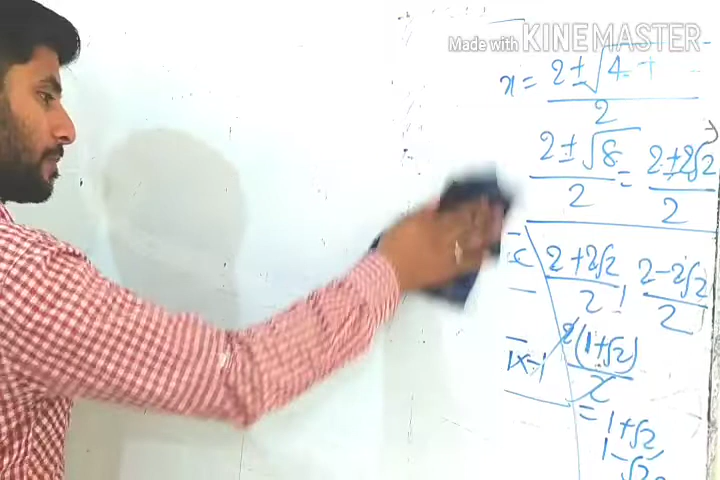 Made with KINEMASTER
x = 2 ± √4 +
2
2 ± √8 = 2 ± 2√2
2 2
2 + 2√2 2 - 2√2
2 ! 2
2(1+√2)
2
= 1+√2
1-√2